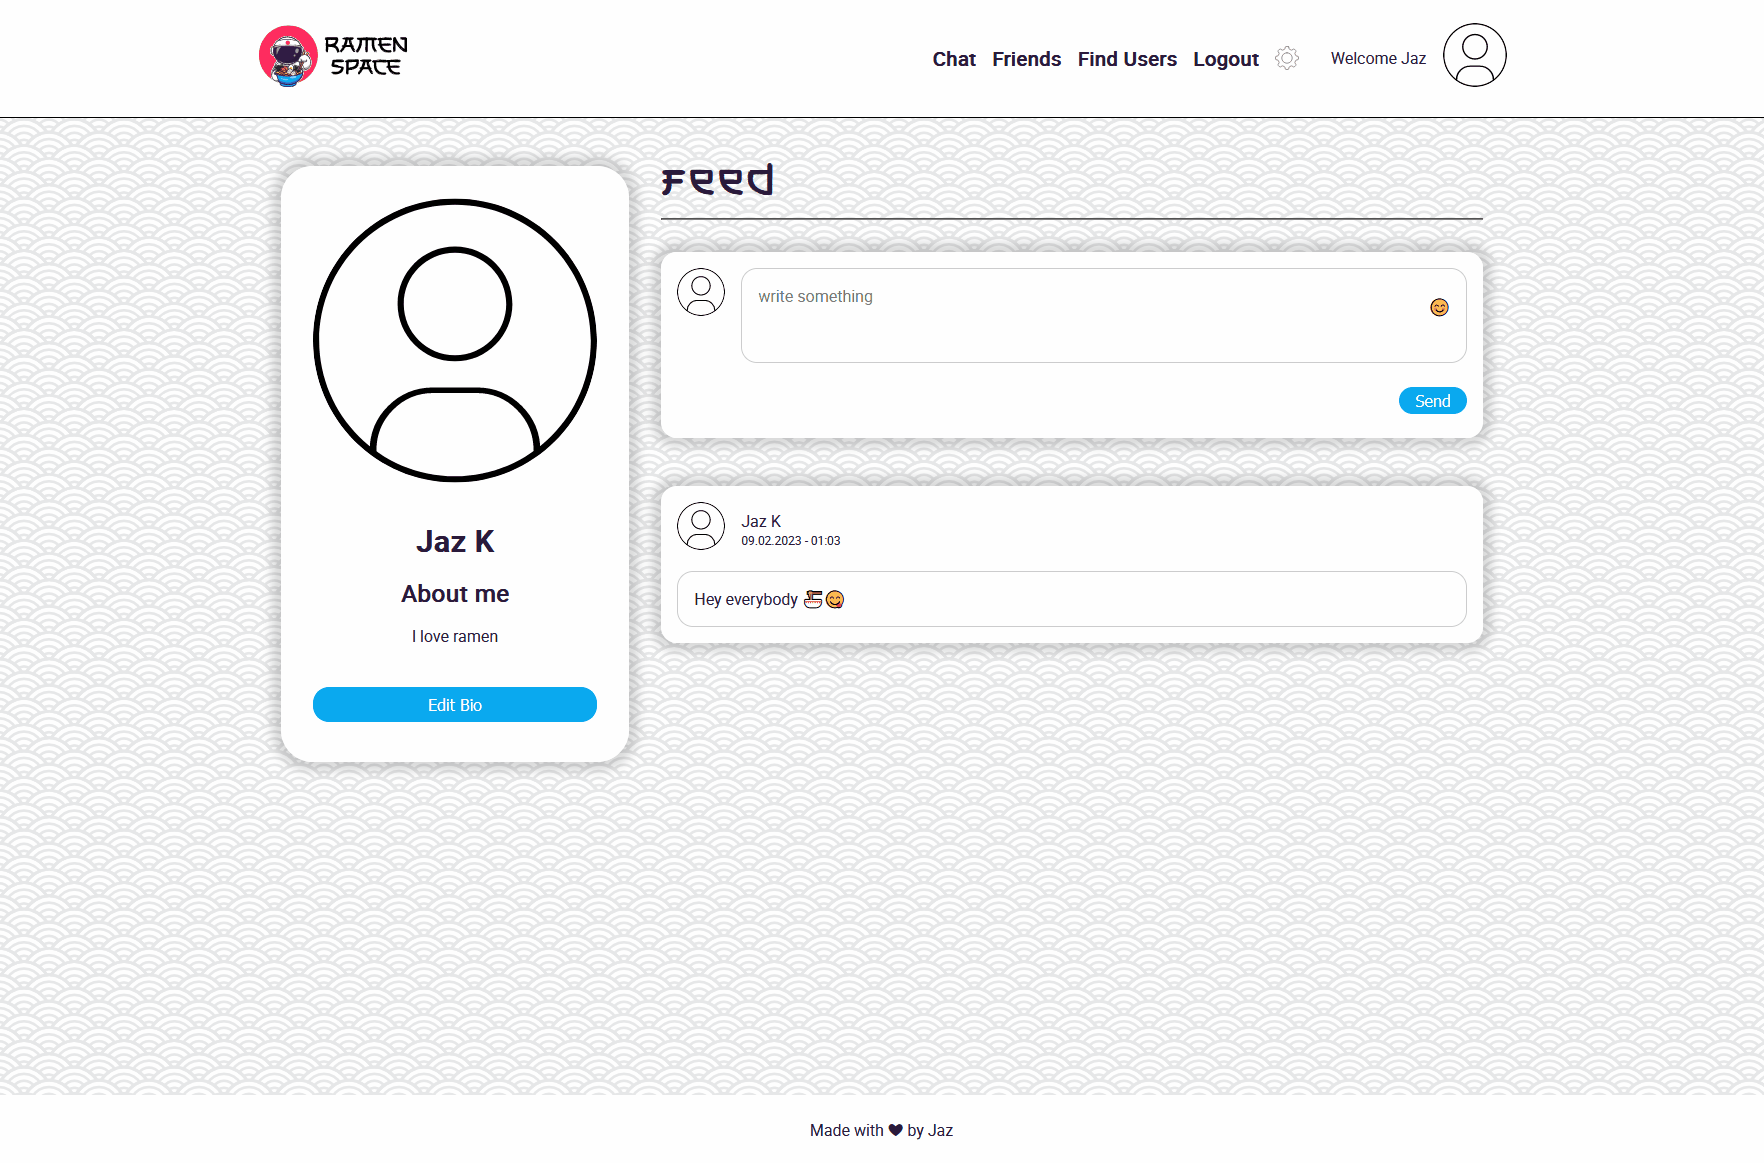 RAMEN
SPACE
Chat Friends Find Users Logout Welcome Jaz
Feed
write something 😊
Send
Jaz K
About me
I love ramen
Edit Bio
Jaz K
09.02.2023 - 01:03
Hey everybody 🍜😋
Made with ♥ by Jaz